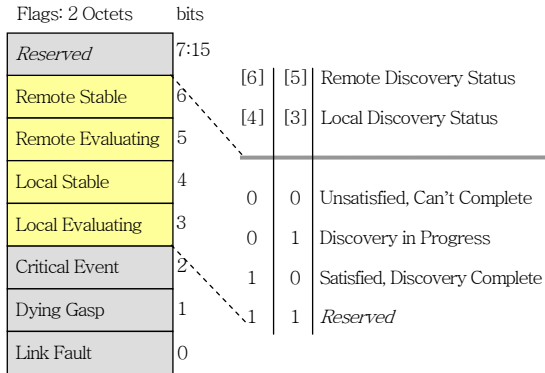 Flags: 2 Octets bits
Reserved 7:15
Remote Stable 6
Remote Evaluating 5
Local Stable 4
Local Evaluating 3
Critical Event 2
Dying Gasp 1
Link Fault 0
[6] [5] Remote Discovery Status
[4] [3] Local Discovery Status
0 0 Unsatisfied, Can't Complete
0 1 Discovery in Progress
1 0 Satisfied, Discovery Complete
1 1 Reserved